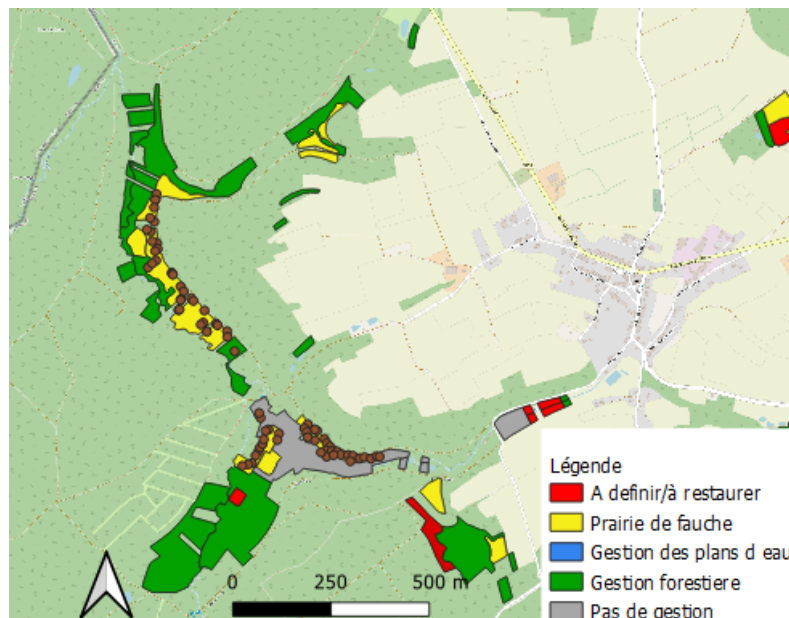 0
250
500 m
Légende
A definir/à restaurer
Prairie de fauche
Gestion des plans d eau
Gestion forestiere
Pas de gestion